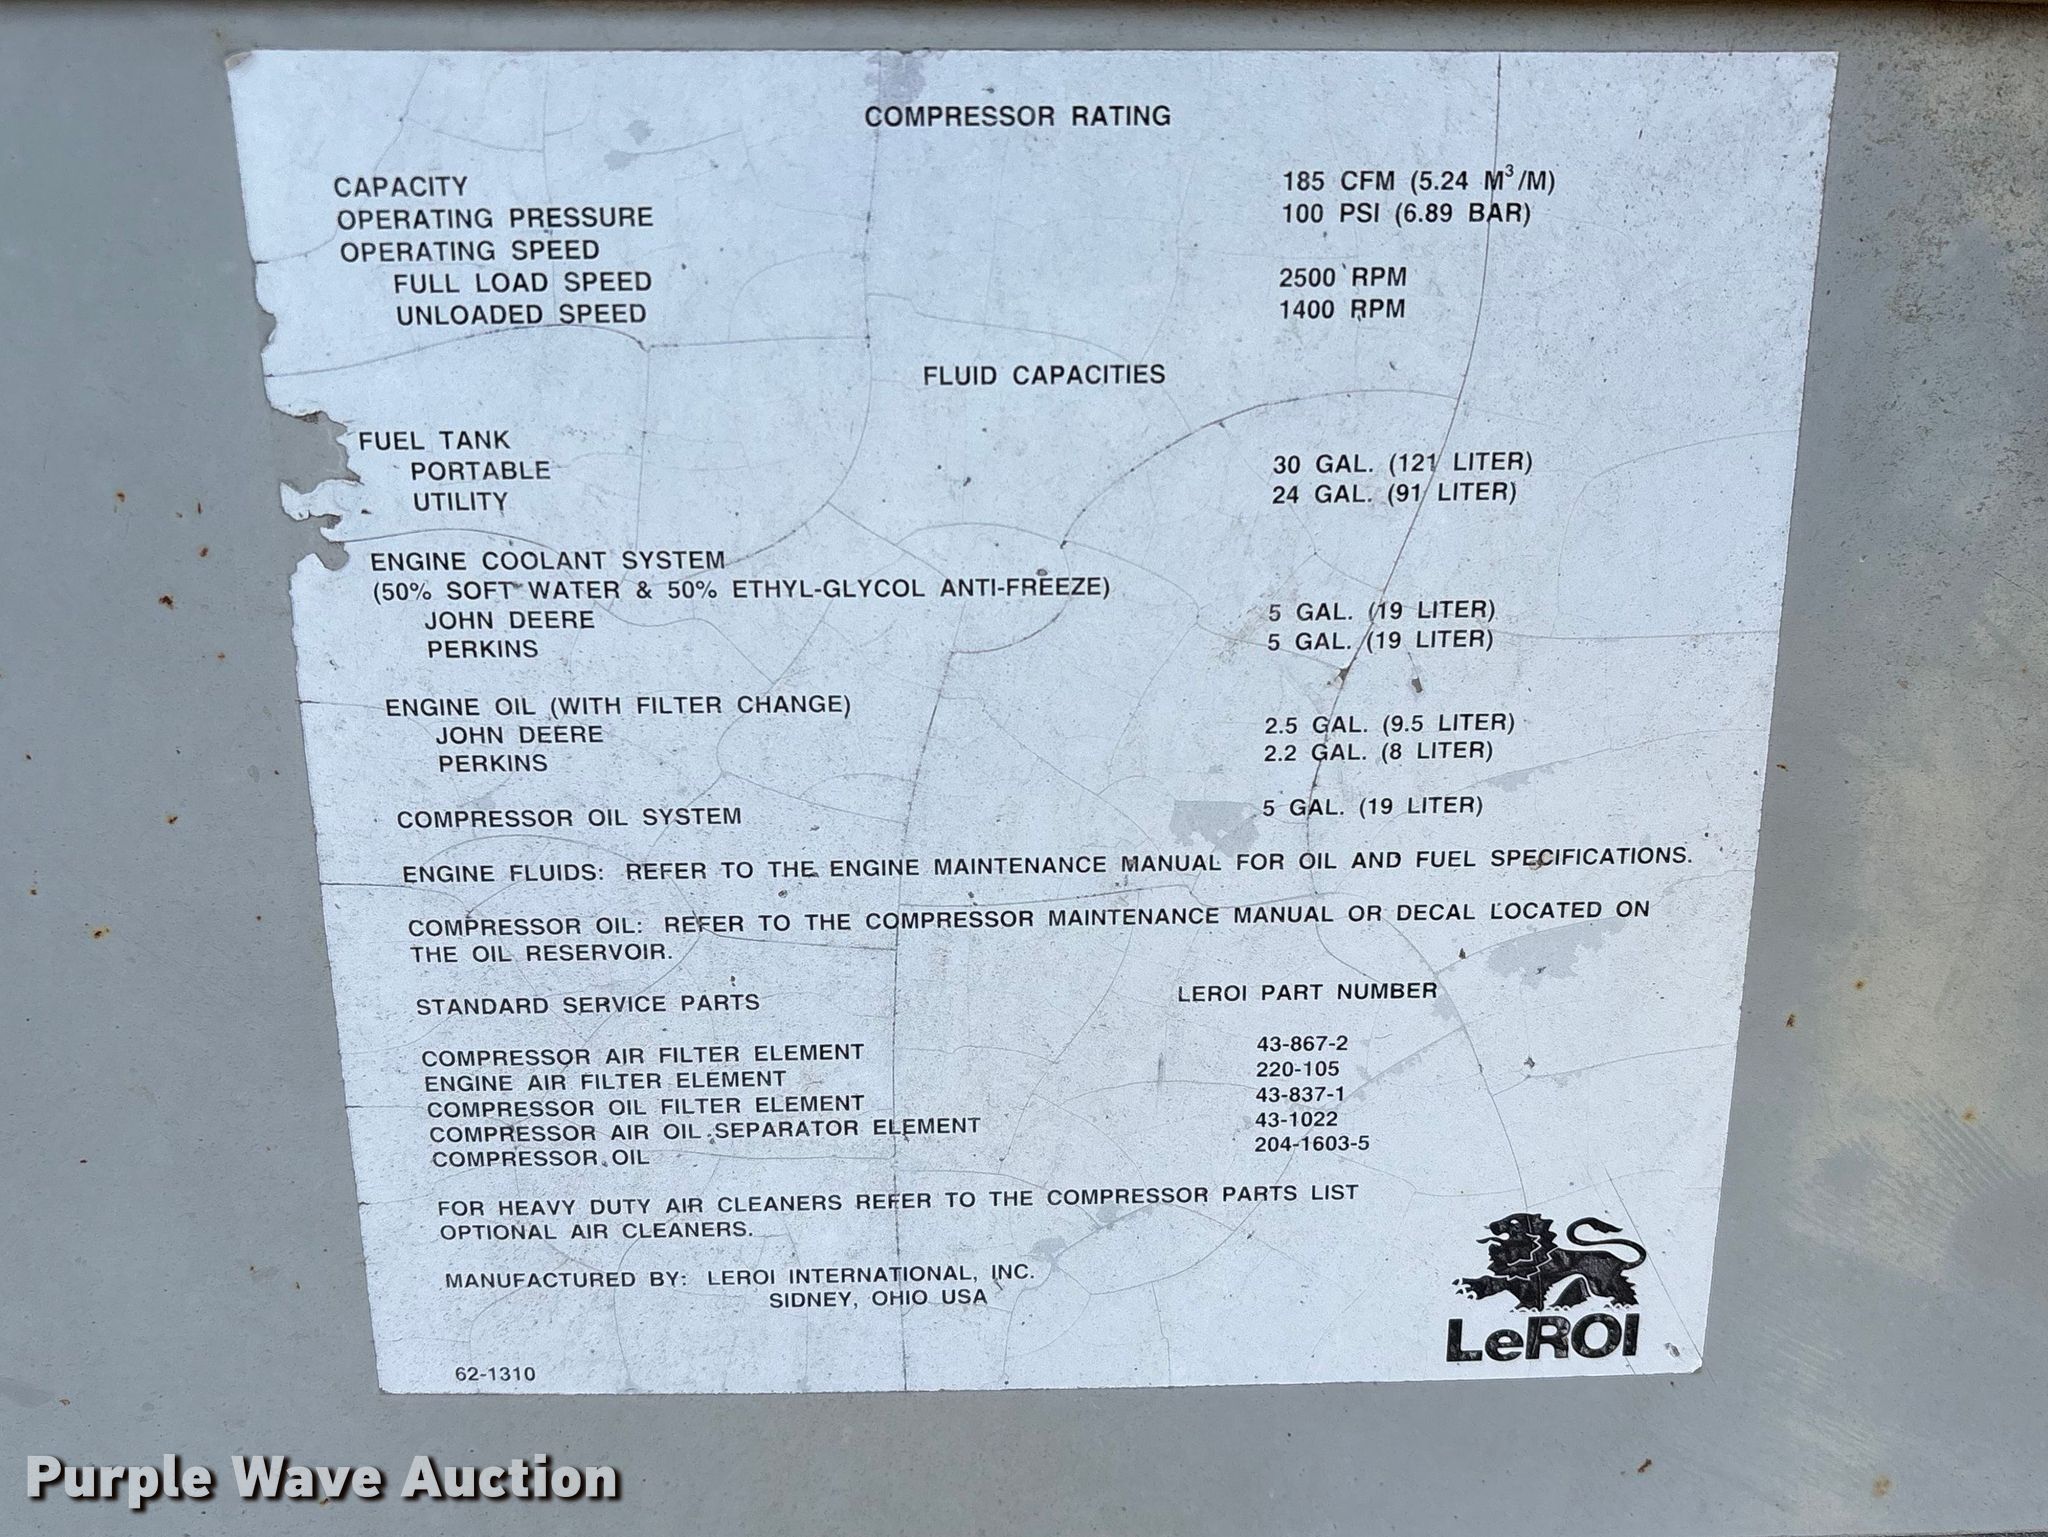 COMPRESSOR RATING
CAPACITY 185 CFM (5.24 M³/M)
OPERATING PRESSURE 100 PSI (6.89 BAR)
OPERATING SPEED
FULL LOAD SPEED 2500 RPM
UNLOADED SPEED 1400 RPM
FLUID CAPACITIES
FUEL TANK
PORTABLE 30 GAL. (121 LITER)
UTILITY 24 GAL. (91 LITER)
ENGINE COOLANT SYSTEM
(50% SOFT WATER & 50% ETHYL-GLYCOL ANTI-FREEZE)
JOHN DEERE 5 GAL. (19 LITER)
PERKINS 5 GAL. (19 LITER)
ENGINE OIL (WITH FILTER CHANGE)
JOHN DEERE 2.5 GAL. (9.5 LITER)
PERKINS 2.2 GAL. (8 LITER)
COMPRESSOR OIL SYSTEM 5 GAL. (19 LITER)
ENGINE FLUIDS: REFER TO THE ENGINE MAINTENANCE MANUAL FOR OIL AND FUEL SPECIFICATIONS.
COMPRESSOR OIL: REFER TO THE COMPRESSOR MAINTENANCE MANUAL OR DECAL LOCATED ON
THE OIL RESERVOIR.
STANDARD SERVICE PARTS LEROI PART NUMBER
COMPRESSOR AIR FILTER ELEMENT 43-867-2
ENGINE AIR FILTER ELEMENT 220-105
COMPRESSOR OIL FILTER ELEMENT 43-837-1
COMPRESSOR AIR OIL SEPARATOR ELEMENT 43-1022
COMPRESSOR OIL 204-1603-5
FOR HEAVY DUTY AIR CLEANERS REFER TO THE COMPRESSOR PARTS LIST
OPTIONAL AIR CLEANERS.
MANUFACTURED BY: LEROI INTERNATIONAL, INC.
SIDNEY, OHIO USA
LeROI
62-1310
Purple Wave Auction